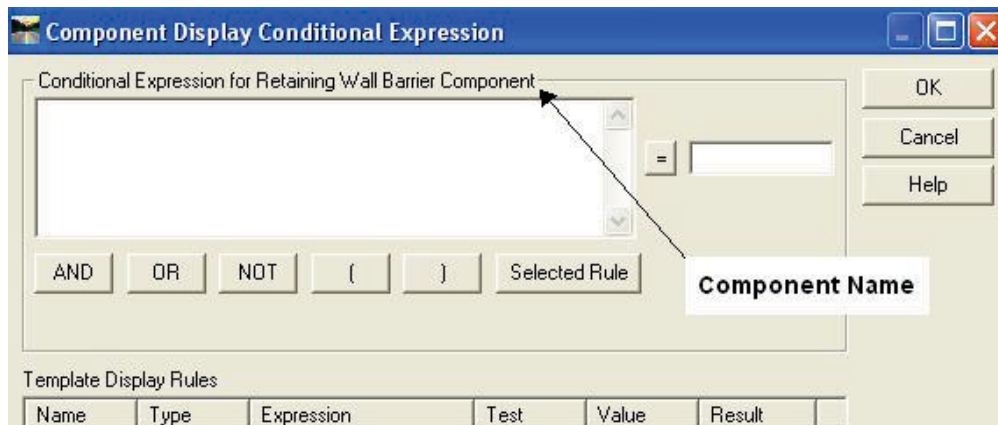 Component Display Conditional Expression
Conditional Expression for Retaining Wall Barrier Component
OK
=
Cancel
Help
AND OR NOT ( ) Selected Rule
Component Name
Template Display Rules
Name Type Expression Test Value Result